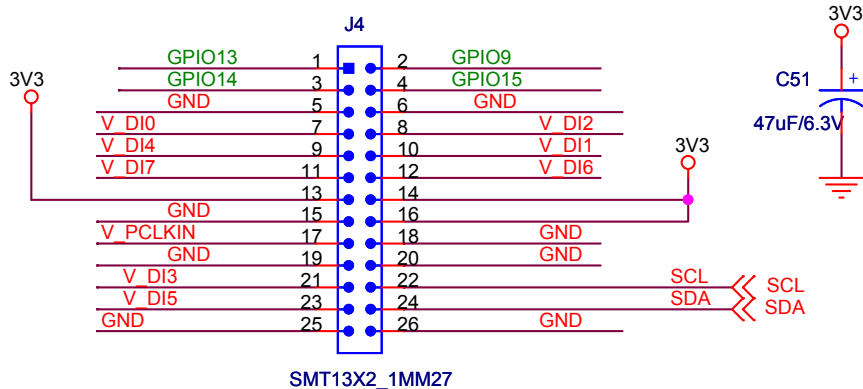 3V3
J4
GPIO13 1 2 GPIO9
3V3 GPIO14 3 4 GPIO15 C51 +
GND 5 6 GND
V_DI0 7 8 V_DI2 47uF/6.3V
V_DI4 9 10 V_DI1
V_DI7 11 12 V_DI6 3V3
13 14
GND 15 16
V_PCLKIN 17 18 GND
GND 19 20 GND
V_DI3 21 22 SCL SCL
V_DI5 23 24 SDA SDA
GND 25 26 GND
SMT13X2_1MM27